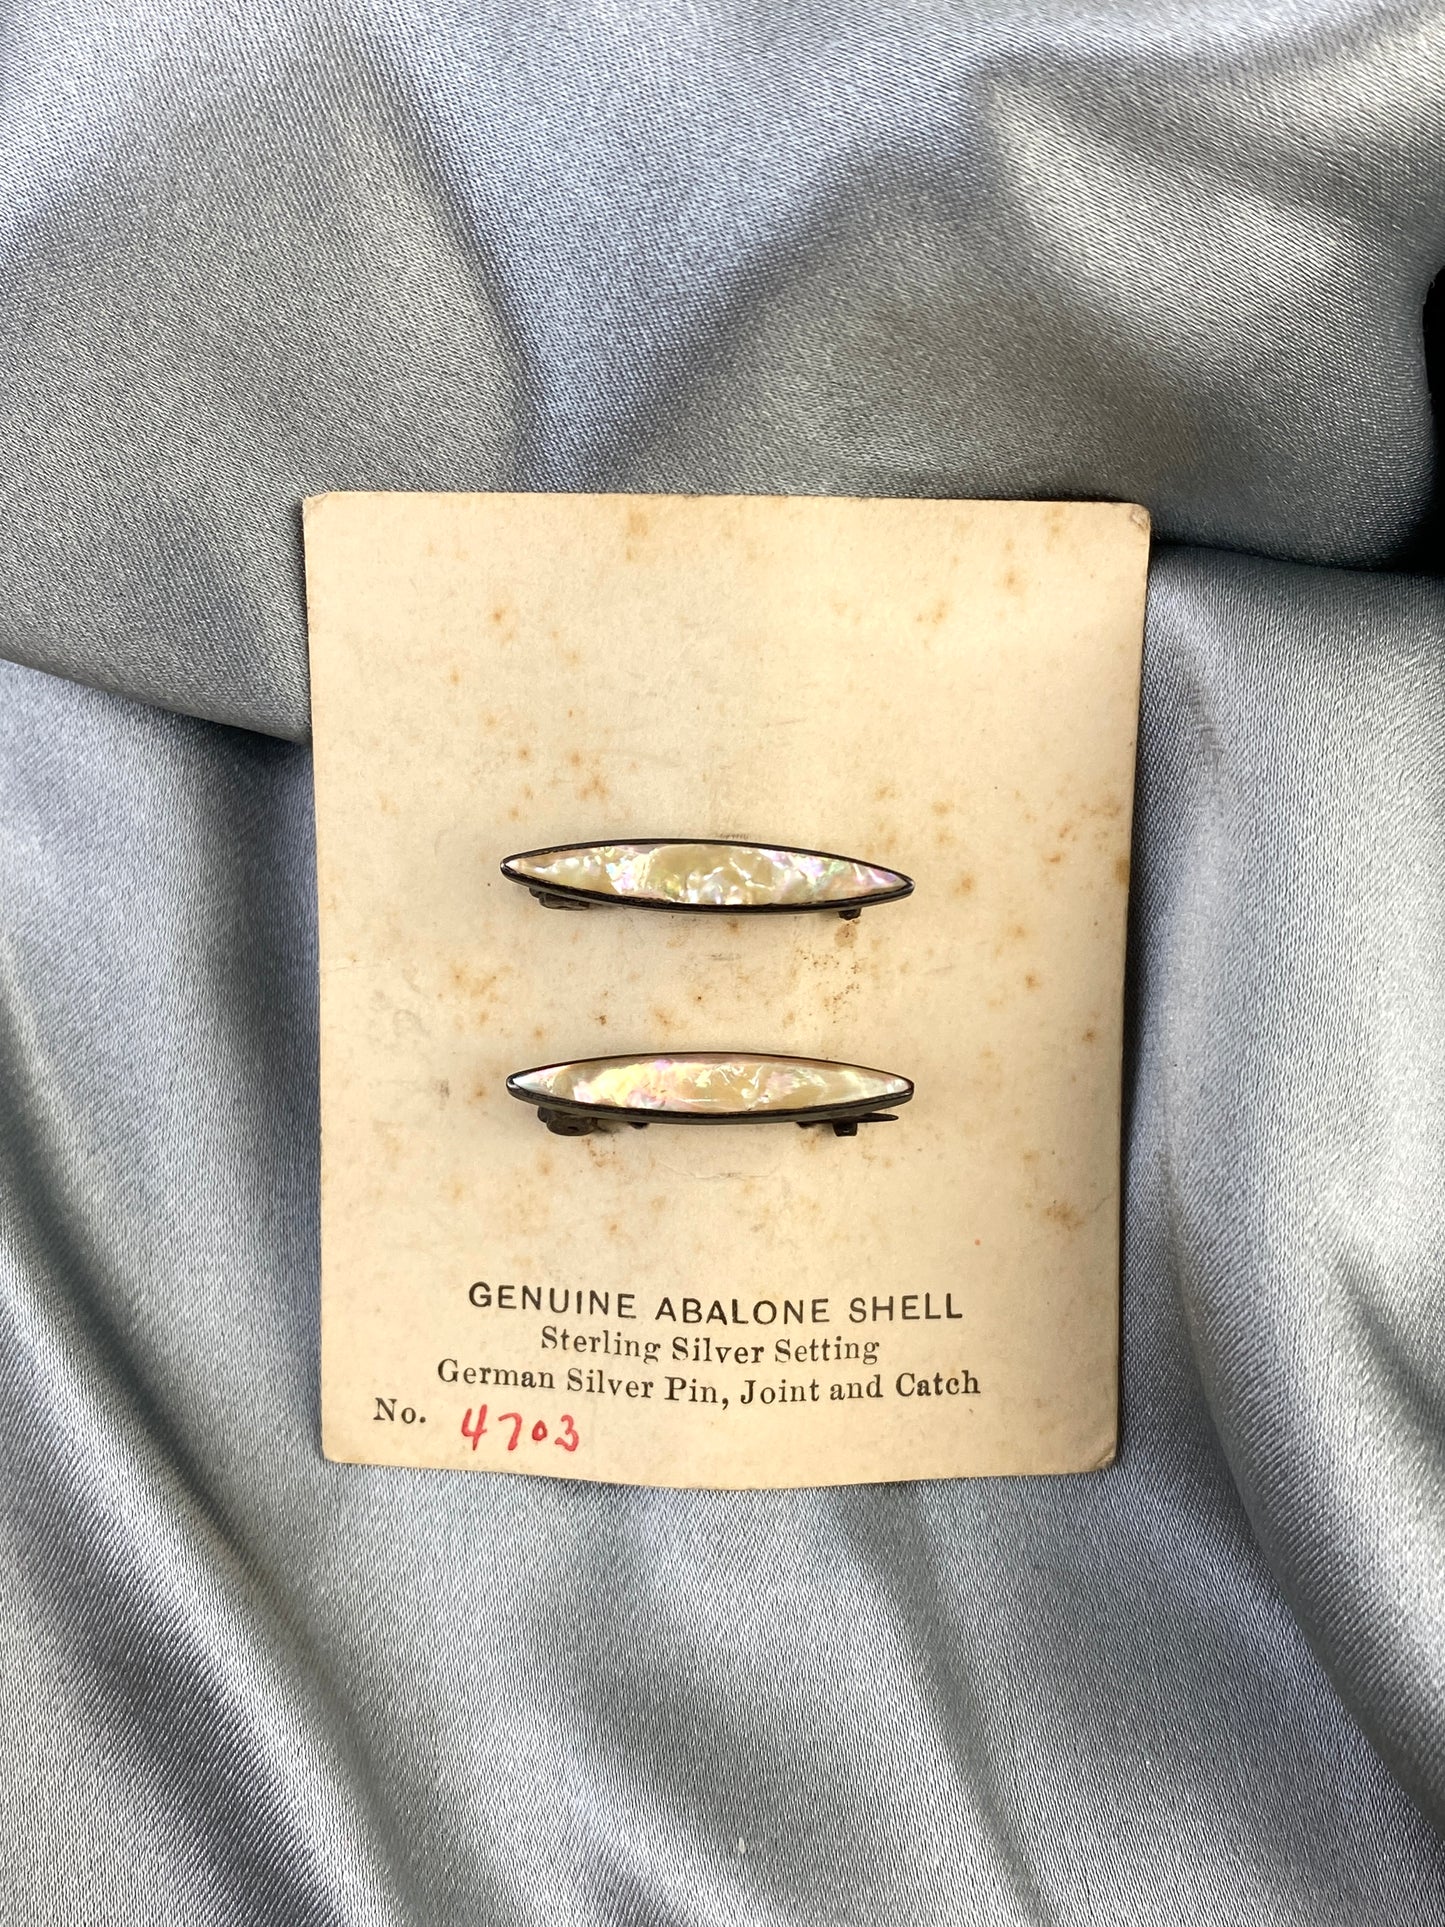 GENUINE ABALONE SHELL
Sterling Silver Setting
German Silver Pin, Joint and Catch
No. 4703